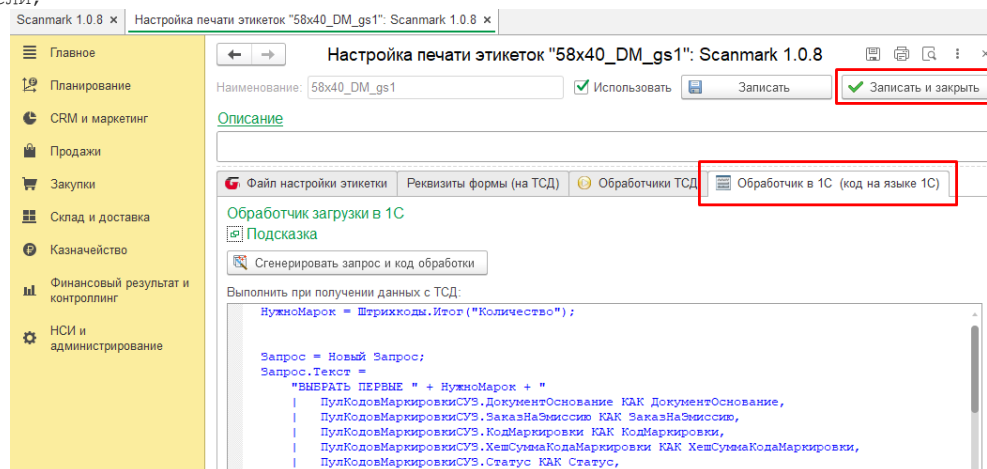 Scanmark 1.0.8 × Настройка печати этикеток "58x40_DM_gs1": Scanmark 1.0.8 ×
Главное
Планирование
CRM и маркетинг
Продажи
Закупки
Склад и доставка
Казначейство
Финансовый результат и
контроллинг
НСИ и
администрирование
Настройка печати этикеток "58x40_DM_gs1": Scanmark 1.0.8
Наименование: 58x40_DM_gs1 Использовать Записать Записать и закрыть
Описание
Файл настройки этикетки Реквизиты формы (на ТСД) Обработчики ТСД Обработчик в 1С (код на языке 1С)
Обработчик загрузки в 1С
Подсказка
Сгенерировать запрос и код обработки
Выполнить при получении данных с ТСД:
НужноМарок = Штрихкоды.Итог("Количество");
Запрос = Новый Запрос;
Запрос.Текст =
"ВЫБРАТЬ ПЕРВЫЕ " + НужноМарок + "
| ПулКодовМаркировкиСУЗ.ДокументОснование КАК ДокументОснование,
| ПулКодовМаркировкиСУЗ.ЗаказНаЭмиссию КАК ЗаказНаЭмиссию,
| ПулКодовМаркировкиСУЗ.КодМаркировки КАК КодМаркировки,
| ПулКодовМаркировкиСУЗ.ХешСуммаКодаМаркировки КАК ХешСуммаКодаМаркировки,
| ПулКодовМаркировкиСУЗ.Статус КАК Статус,